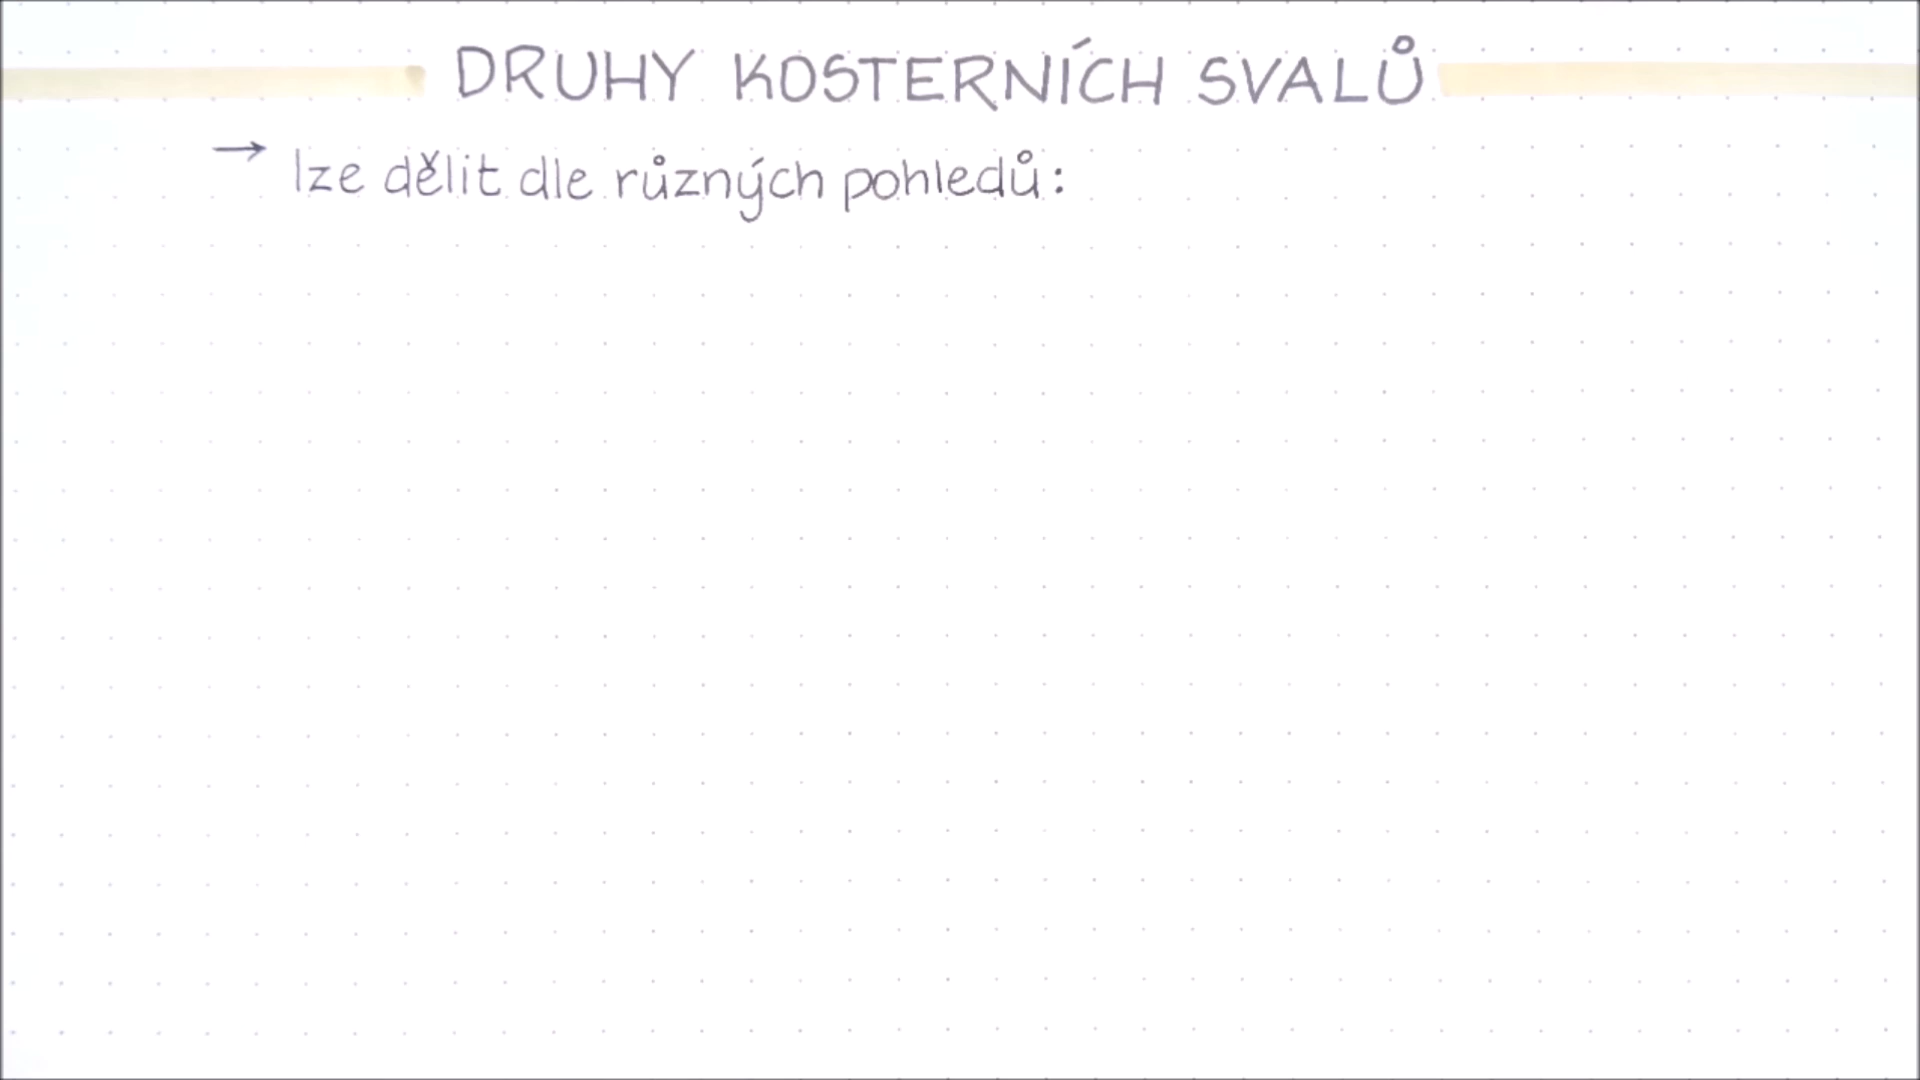 DRUHY KOSTERNÍCH SVALŮ
→ lze dělit dle různých pohledů: